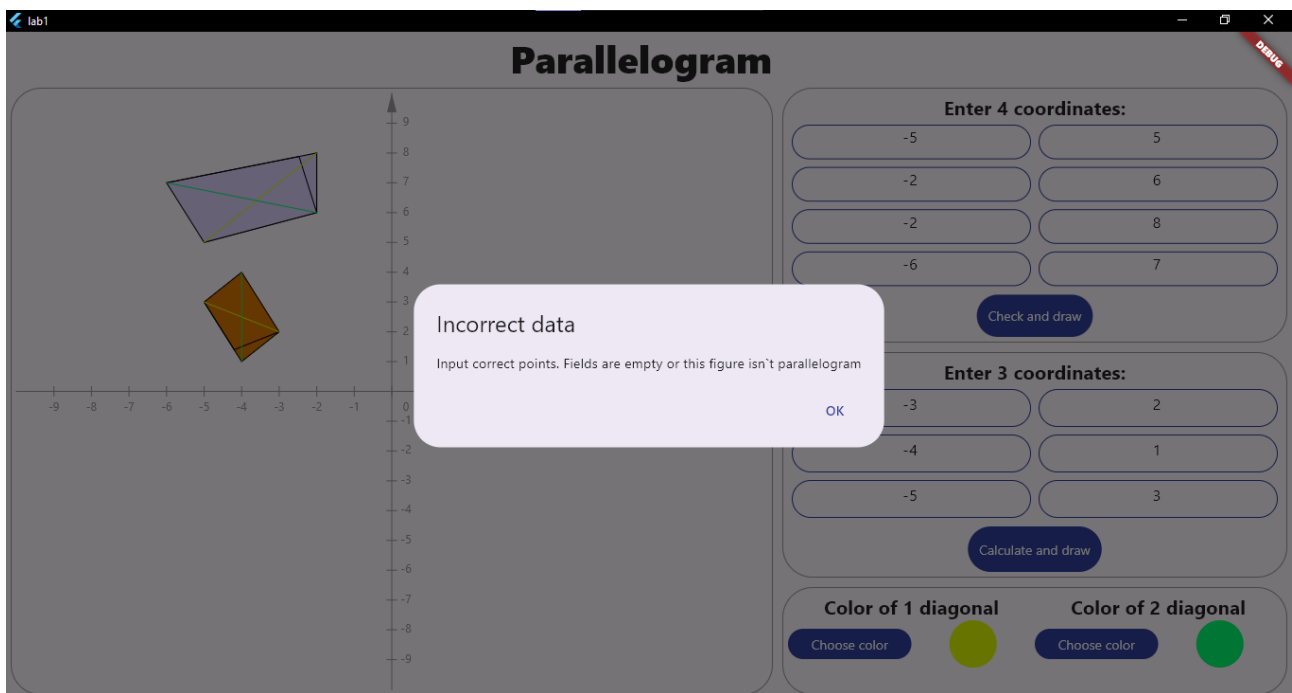 lab1
DEBUG
Parallelogram
9
8
7
6
5
4
3
2
1
-9 -8 -7 -6 -5 -4 -3 -2 -1 0
-1
-2
-3
-4
-5
-6
-7
-8
-9
Enter 4 coordinates:
-5 5
-2 6
-2 8
-6 7
Check and draw
Incorrect data
Input correct points. Fields are empty or this figure isn`t parallelogram
OK
Enter 3 coordinates:
-3 2
-4 1
-5 3
Calculate and draw
Color of 1 diagonal Color of 2 diagonal
Choose color Choose color